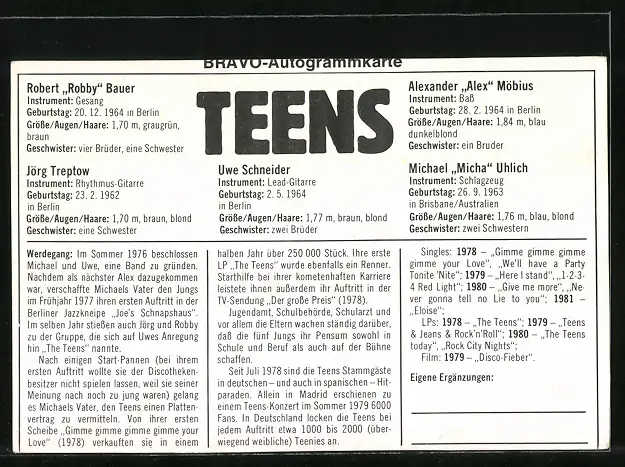 BRAVO-Autogrammkarte
TEENS
Robert „Robby" Bauer
Instrument: Gesang
Geburtstag: 20. 12. 1964 in Berlin
Größe/Augen/Haare: 1,70 m, graugrün,
braun
Geschwister: vier Brüder, eine Schwester
Jörg Treptow
Instrument: Rhythmus-Gitarre
Geburtstag: 23. 2. 1962
in Berlin
Größe/Augen/Haare: 1,70 m, braun, blond
Geschwister: eine Schwester
Uwe Schneider
Instrument: Lead-Gitarre
Geburtstag: 2. 5. 1964
in Berlin
Größe/Augen/Haare: 1,77 m, braun, blond
Geschwister: zwei Brüder
Alexander „Alex" Möbius
Instrument: Baß
Geburtstag: 28. 2. 1964 in Berlin
Größe/Augen/Haare: 1,84 m, blau
dunkelblond
Geschwister: ein Bruder
Michael „Micha" Uhlich
Instrument: Schlagzeug
Geburtstag: 26. 9. 1963
in Brisbane/Australien
Größe/Augen/Haare: 1,76 m, blau, blond
Geschwister: zwei Schwestern
Werdegang: Im Sommer 1976 beschlossen
Michael und Uwe, eine Band zu gründen.
Nachdem als nächster Alex dazugekommen
war, verschaffte Michaels Vater den Jungs
im Frühjahr 1977 ihren ersten Auftritt in der
Berliner Jazzkneipe „Joe's Schnapshaus".
Im selben Jahr stießen auch Jörg und Robby
zu der Gruppe, die sich auf Uwes Anregung
hin „The Teens" nannte.
Nach einigen Start-Pannen (bei ihrem
ersten Auftritt wollte sie der Discotheken-
besitzer nicht spielen lassen, weil sie seiner
Meinung nach noch zu jung waren) gelang
es Michaels Vater, den Teens einen Platten-
vertrag zu vermitteln. Von ihrer ersten
Scheibe „Gimme gimme gimme gimme your
Love" (1978) verkauften sie in einem
halben Jahr über 250 000 Stück. Ihre erste
LP „The Teens" wurde ebenfalls ein Renner.
Starthilfe bei ihrer kometenhaften Karriere
leistete ihnen außerdem ihr Auftritt in der
TV-Sendung „Der große Preis" (1978).
Jugendamt, Schulbehörde, Schularzt und
vor allem die Eltern wachen ständig darüber,
daß die fünf Jungs ihr Pensum sowohl in
Schule und Beruf als auch auf der Bühne
schaffen.
Seit Juli 1978 sind die Teens Stammgäste
in deutschen – und auch in spanischen – Hit-
paraden. Allein in Madrid erschienen zu
einem Teens-Konzert im Sommer 1979 6000
Fans. In Deutschland locken die Teens bei
jedem Auftritt etwa 1000 bis 2000 (über-
wiegend weibliche) Teenies an.
Singles: 1978 – „Gimme gimme gimme
gimme your Love", „We'll have a Party
Tonite 'Nite"; 1979 – „Here I stand", „1-2-3-
4 Red Light"; 1980 – „Give me more", „Ne-
ver gonna tell no Lie to you"; 1981 –
„Eloise";
LPs: 1978 – „The Teens"; 1979 – „Teens
& Jeans & Rock'n'Roll"; 1980 – „The Teens
today", „Rock City Nights";
Film: 1979 – „Disco-Fieber".
Eigene Ergänzungen: